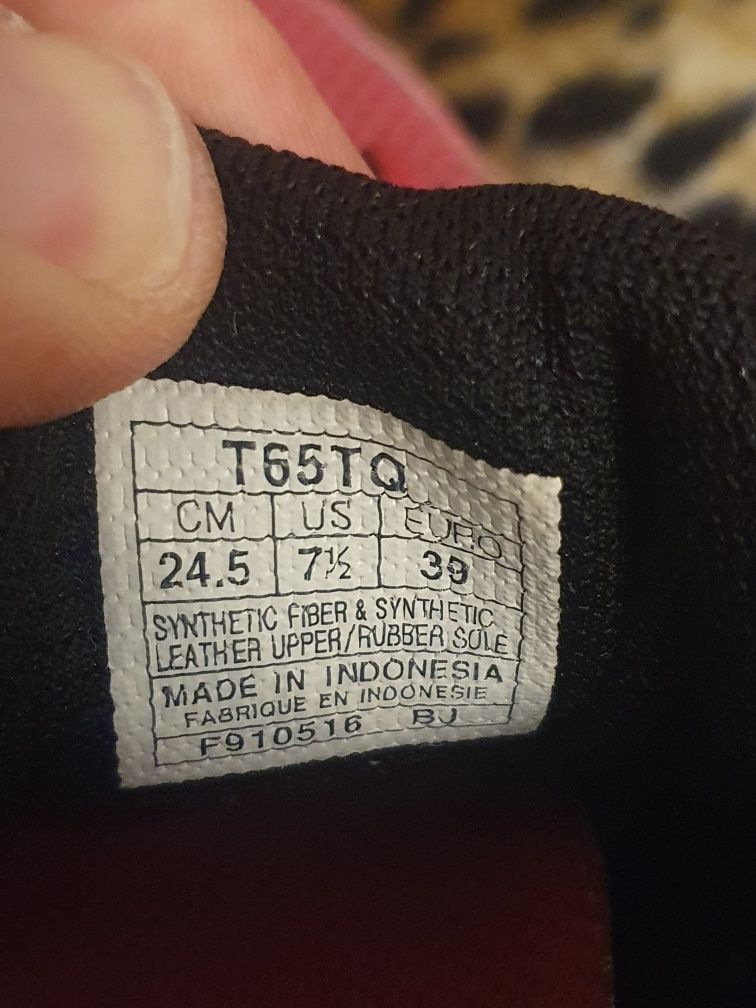 T65TQ
CM US EURO
24.5 7½ 39
SYNTHETIC FIBER & SYNTHETIC
LEATHER UPPER/RUBBER SOLE
MADE IN INDONESIA
FABRIQUE EN INDONESIE
F910516 BJ